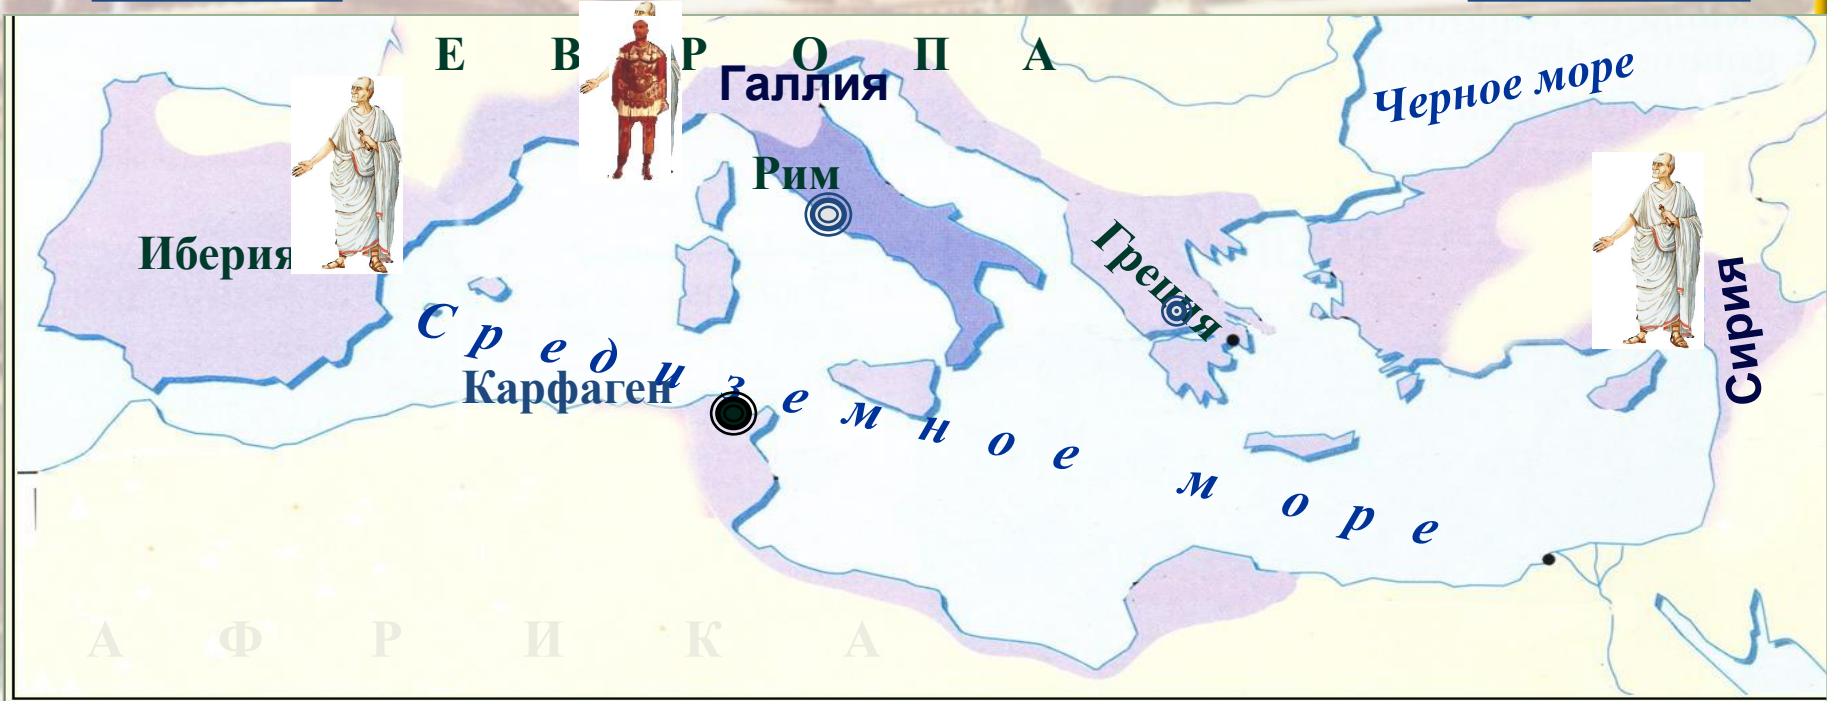 Е В Р О П А
Галлия
Черное море
Рим
Иберия
Греция
Сирия
Средиземное море
Карфаген
А Ф Р И К А